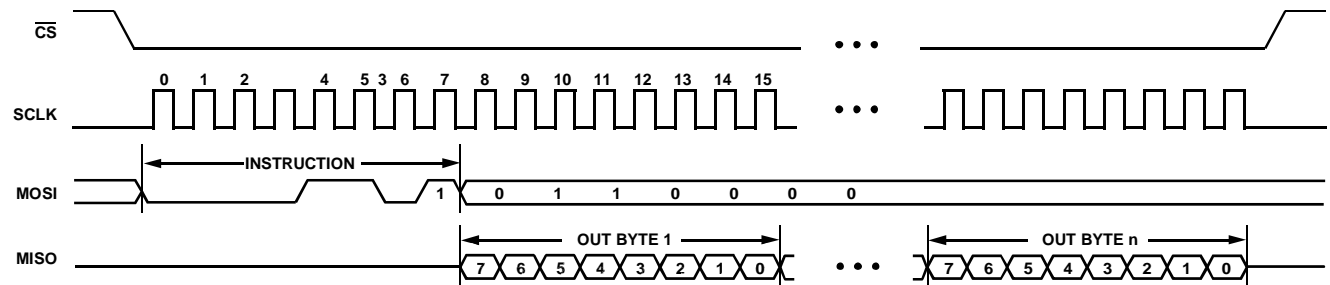 CS
0 1 2 4 5 3 6 7 8 9 10 11 12 13 14 15
SCLK
INSTRUCTION
MOSI 1 0 1 1 0 0 0 0
OUT BYTE 1 OUT BYTE n
MISO 7 6 5 4 3 2 1 0 7 6 5 4 3 2 1 0